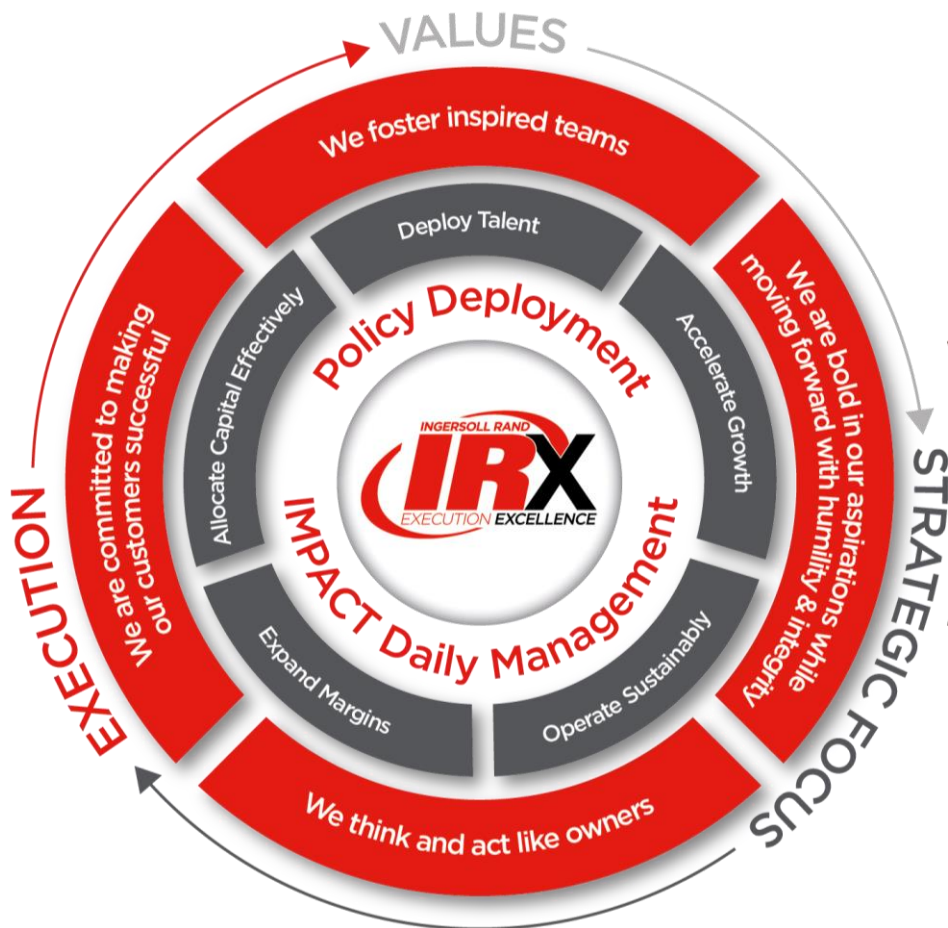 VALUES
We foster inspired teams
We are bold in our aspirations while
moving forward with humility & integrity
STRATEGIC FOCUS
We think and act like owners
EXECUTION
We are committed to making
our customers successful
Deploy Talent
Accelerate Growth
Operate Sustainably
Expand Margins
Allocate Capital Effectively
Policy Deployment
INGERSOLL RAND
IRX
EXECUTION EXCELLENCE
IMPACT Daily Management